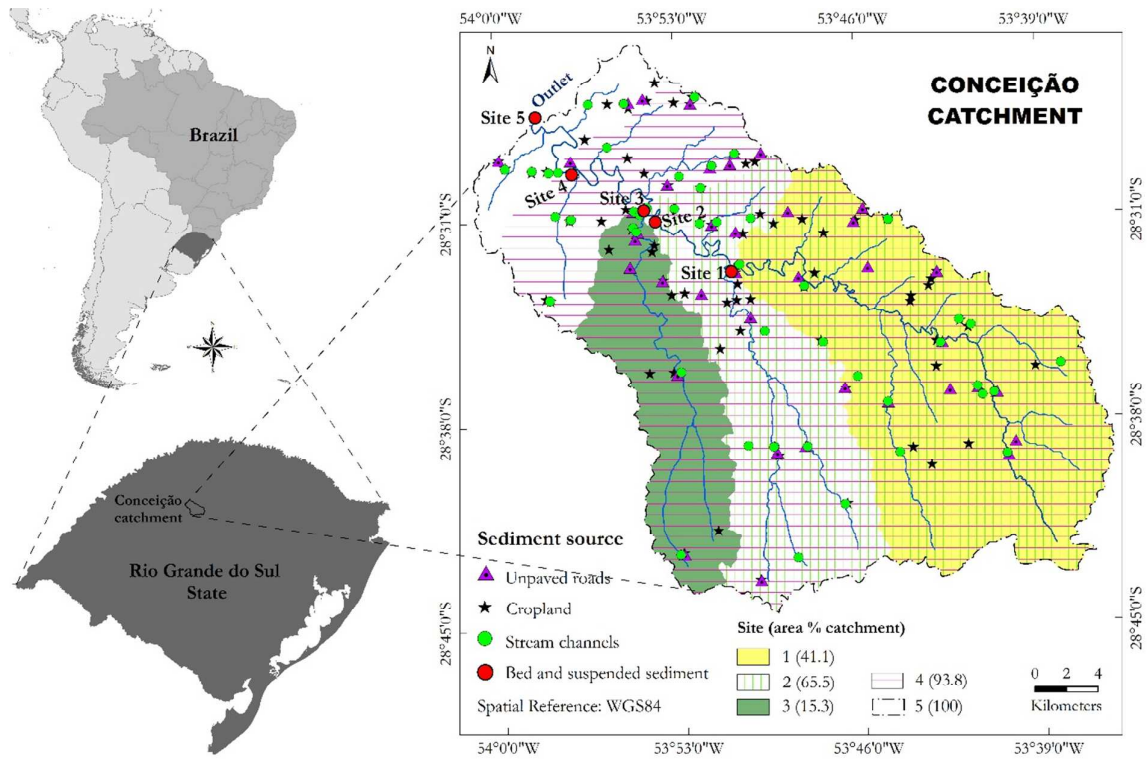 54°0'0"W
53°53'0"W
53°46'0"W
53°39'0"W
N
CONCEIÇÃO
CATCHMENT
Outlet
Site 5
Site 4
Site 3
Site 2
Site 1
Brazil
28°31'0"S
28°31'0"S
28°38'0"S
28°38'0"S
28°45'0"S
28°45'0"S
Conceição
catchment
Rio Grande do Sul
State
Sediment source
Unpaved roads
Cropland
Stream channels
Bed and suspended sediment
Spatial Reference: WGS84
Site (area % catchment)
1 (41.1)
2 (65.5)
3 (15.3)
4 (93.8)
5 (100)
0 2 4
Kilometers
54°0'0"W
53°53'0"W
53°46'0"W
53°39'0"W